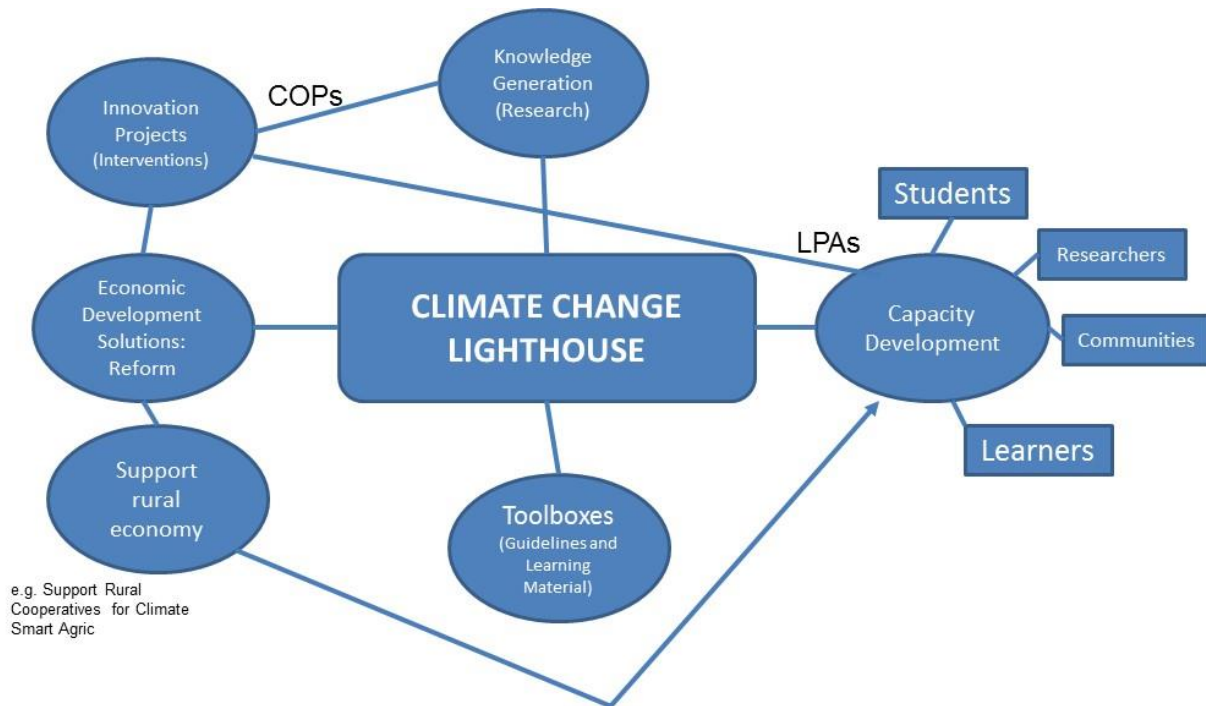 Knowledge
Generation
(Research)
COPs
Innovation
Projects
(Interventions)
Students
LPAs
Researchers
Economic
Development
Solutions:
Reform
CLIMATE CHANGE
LIGHTHOUSE
Capacity
Development
Communities
Support
rural
economy
Learners
Toolboxes
(Guidelines and
Learning
Material)
e.g. Support Rural
Cooperatives for Climate
Smart Agric